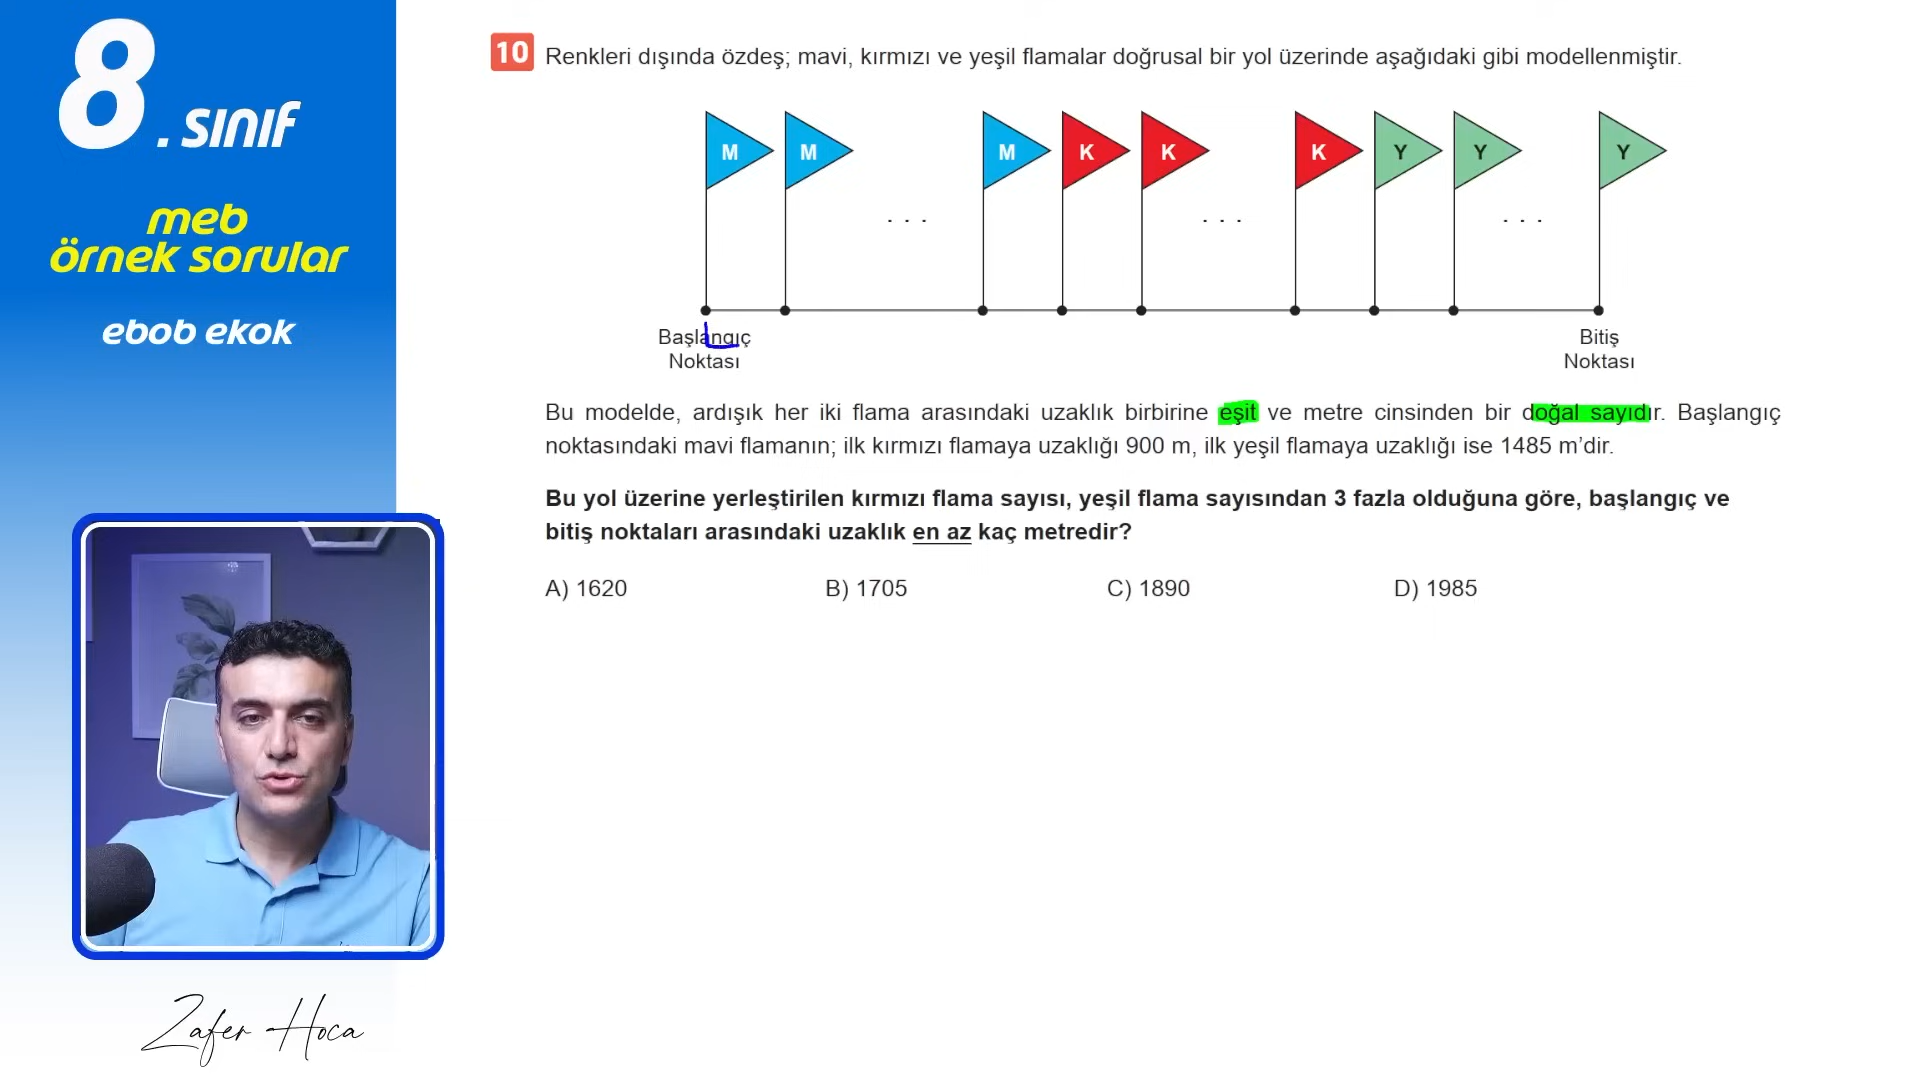 8. SINIF
meb
örnek sorular
ebob ekok
Zafer Hoca
10 Renkleri dışında özdeş; mavi, kırmızı ve yeşil flamalar doğrusal bir yol üzerinde aşağıdaki gibi modellenmiştir.
M M M K K K Y Y Y
. . . . . . . . .
Başlangıç
Noktası
Bitiş
Noktası
Bu modelde, ardışık her iki flama arasındaki uzaklık birbirine eşit ve metre cinsinden bir doğal sayıdır. Başlangıç
noktasındaki mavi flamanın; ilk kırmızı flamaya uzaklığı 900 m, ilk yeşil flamaya uzaklığı ise 1485 m’dir.
Bu yol üzerine yerleştirilen kırmızı flama sayısı, yeşil flama sayısından 3 fazla olduğuna göre, başlangıç ve
bitiş noktaları arasındaki uzaklık en az kaç metredir?
A) 1620 B) 1705 C) 1890 D) 1985